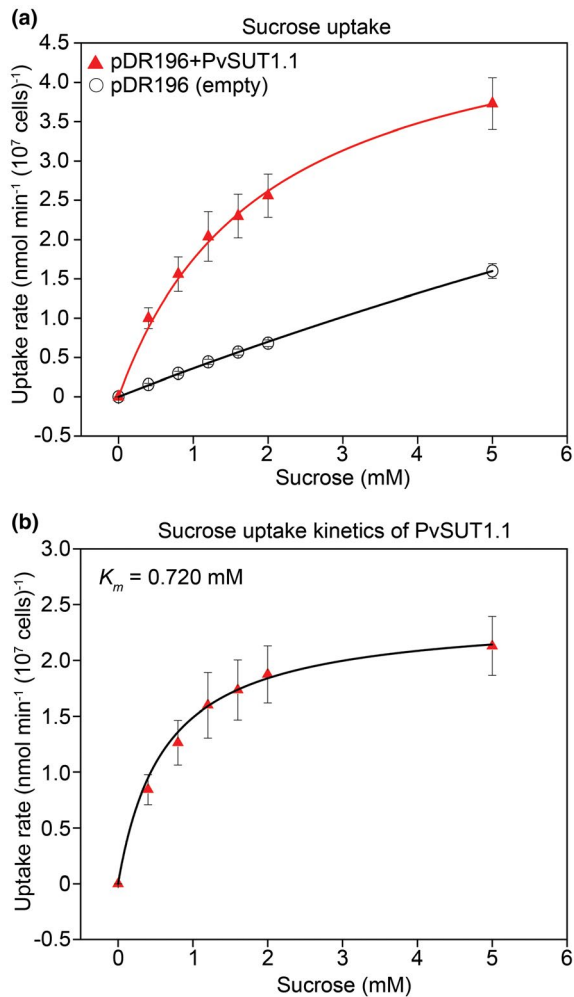 (a)
Sucrose uptake
4.5
4.0
3.5
3.0
2.5
2.0
1.5
1.0
0.5
0
-0.5
Uptake rate (nmol min⁻¹ (10⁷ cells)⁻¹)
pDR196+PvSUT1.1
pDR196 (empty)
0 1 2 3 4 5 6
Sucrose (mM)
(b)
Sucrose uptake kinetics of PvSUT1.1
3.0
2.5
2.0
1.5
1.0
0.5
0
-0.5
Uptake rate (nmol min⁻¹ (10⁷ cells)⁻¹)
Kₘ = 0.720 mM
0 1 2 3 4 5 6
Sucrose (mM)